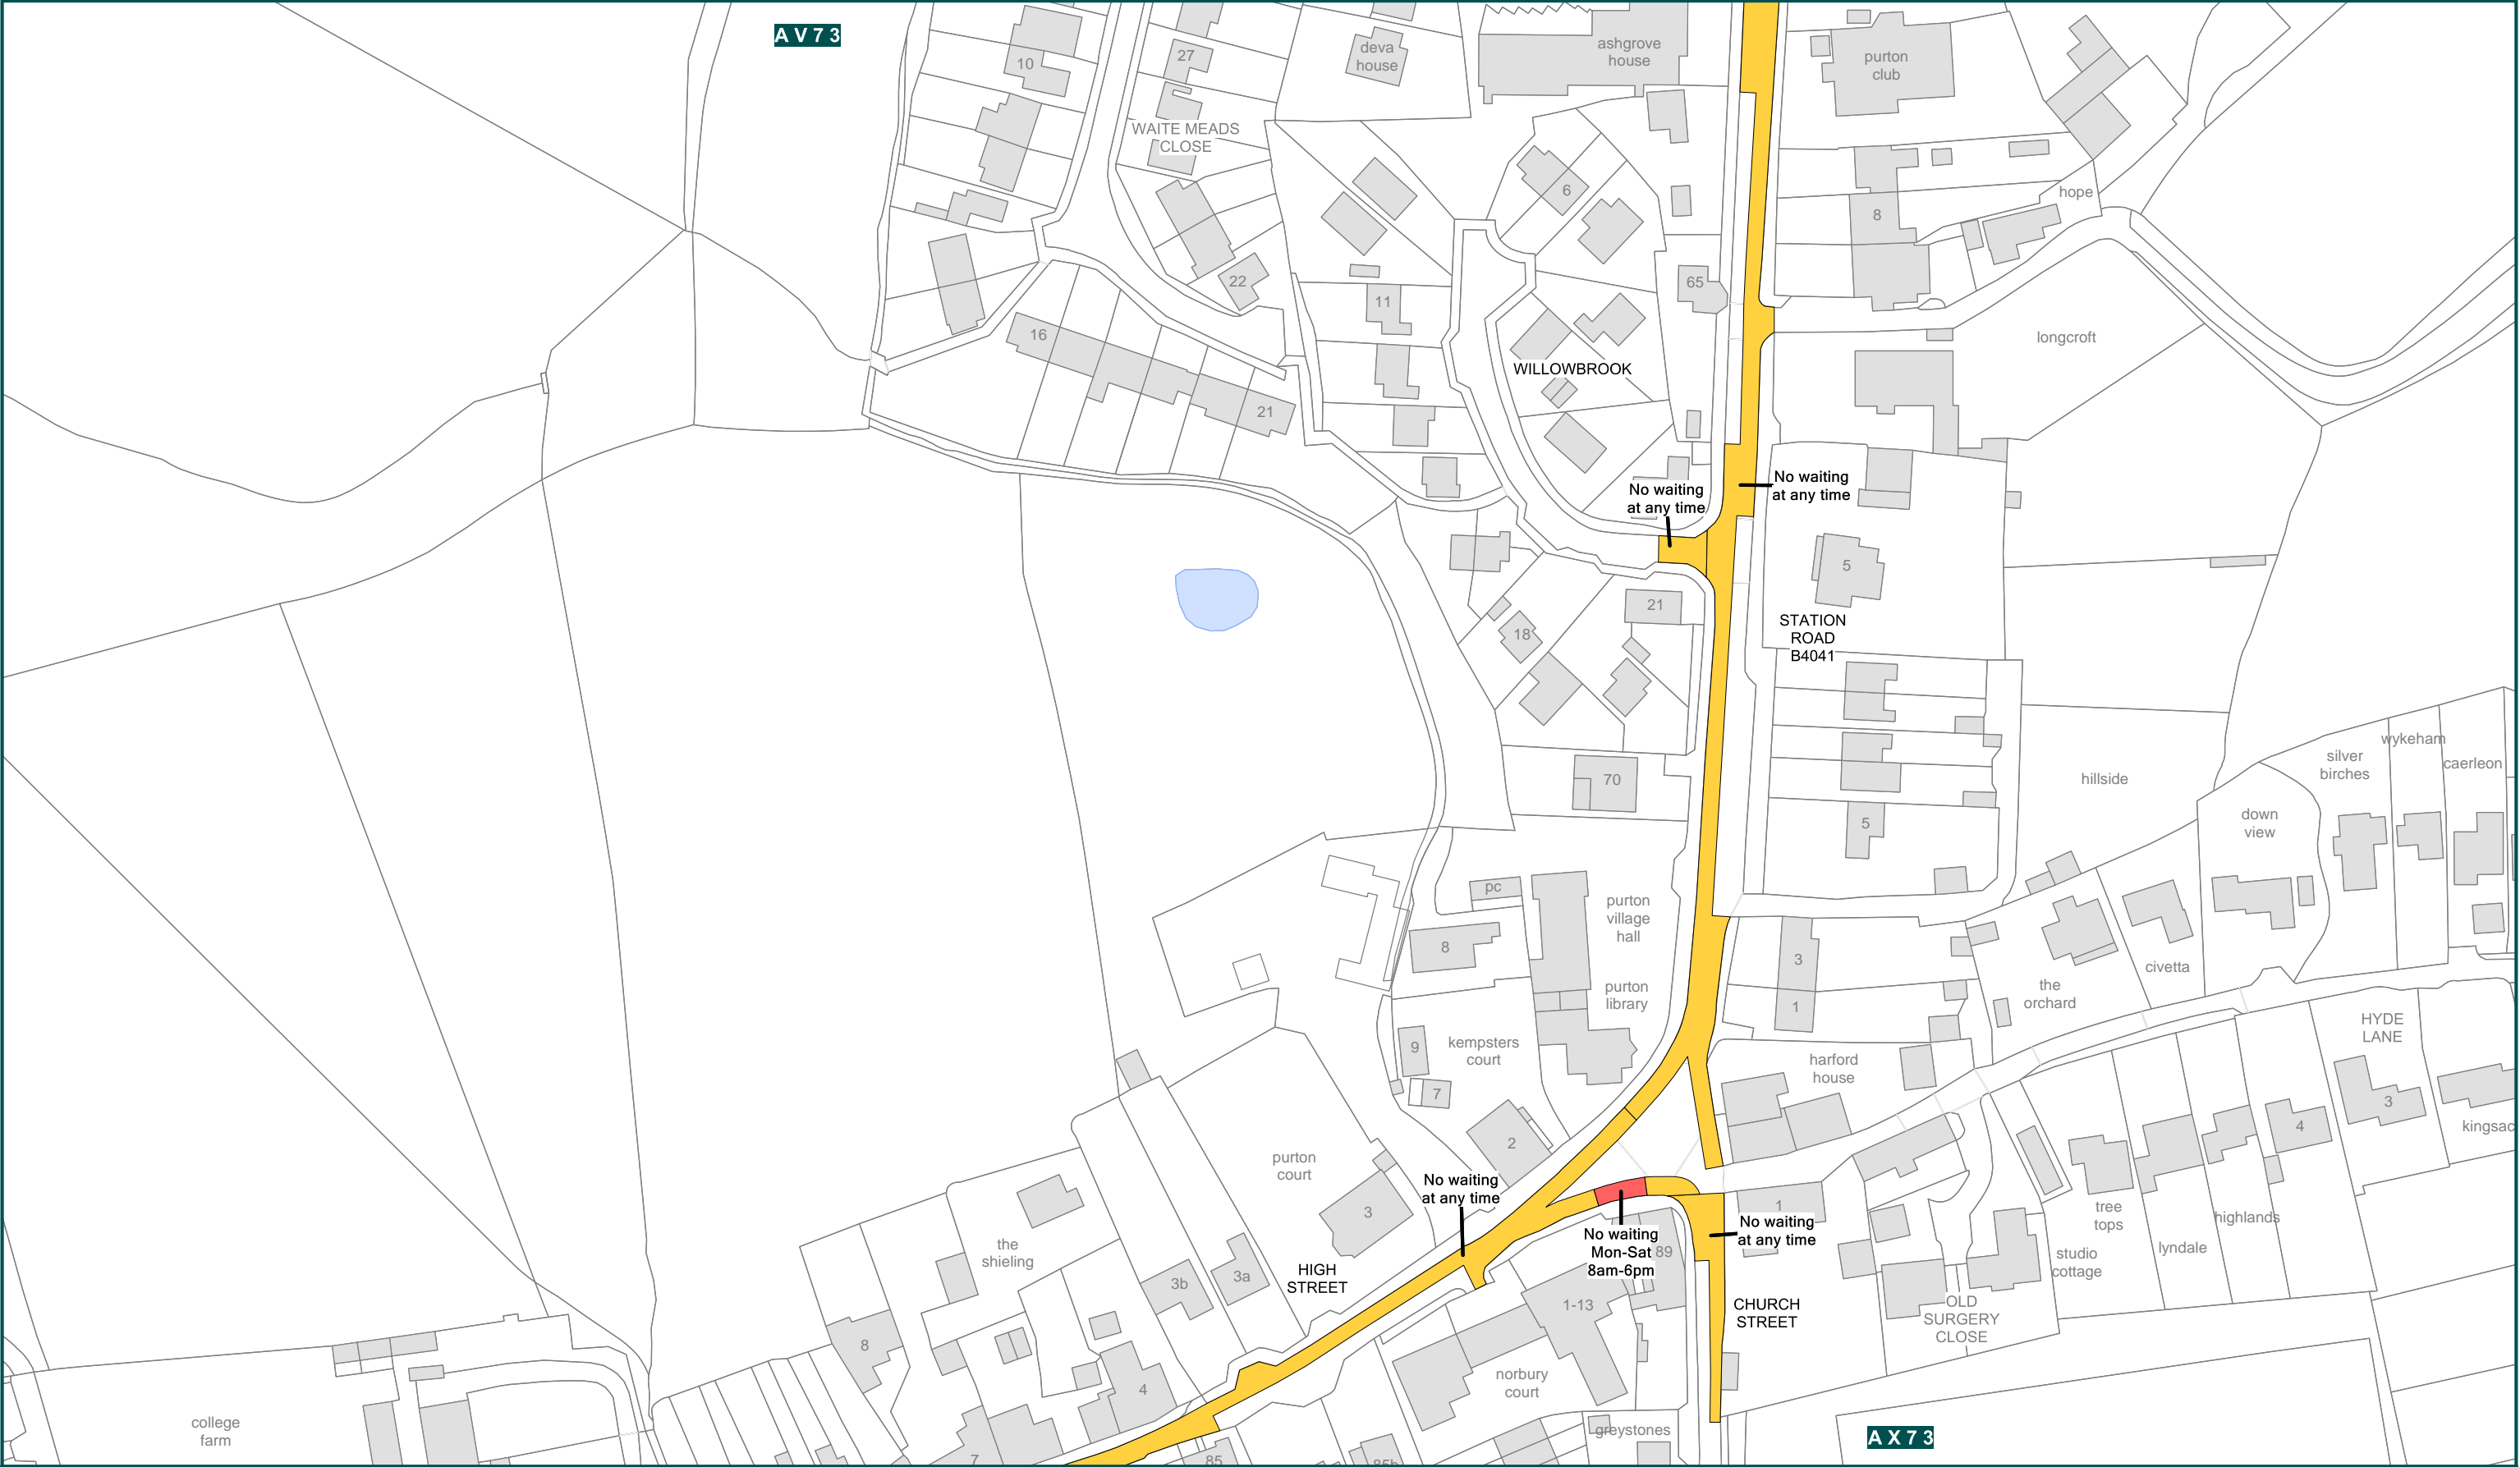 A V 7 3
10
27
deva
house
ashgrove
house
purton
club
WAITE MEADS
CLOSE
6
hope
8
22
65
11
16
longcroft
WILLOWBROOK
21
No waiting
at any time
No waiting
at any time
5
21
18
STATION
ROAD
B4041
wykeham
silver
birches
caerleon
70
hillside
5
down
view
pc
8
purton
village
hall
3
civetta
purton
library
1
the
orchard
9
kempsters
court
HYDE
LANE
harford
house
7
3
2
4
kingsac
purton
court
No waiting
at any time
3
1
tree
tops
highlands
No waiting
at any time
No waiting
Mon-Sat
8am-6pm
89
the
shieling
lyndale
studio
cottage
HIGH
STREET
3b
3a
1-13
CHURCH
STREET
OLD
SURGERY
CLOSE
8
4
norbury
court
college
farm
greystones
A X 7 3
7
85
85b